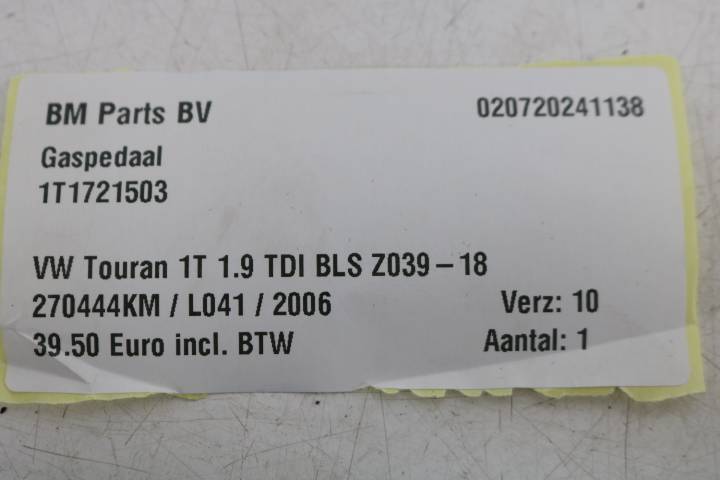 BM Parts BV 020720241138
Gaspedaal
1T1721503
VW Touran 1T 1.9 TDI BLS Z039-18
270444KM / L041 / 2006 Verz: 10
39.50 Euro incl. BTW Aantal: 1